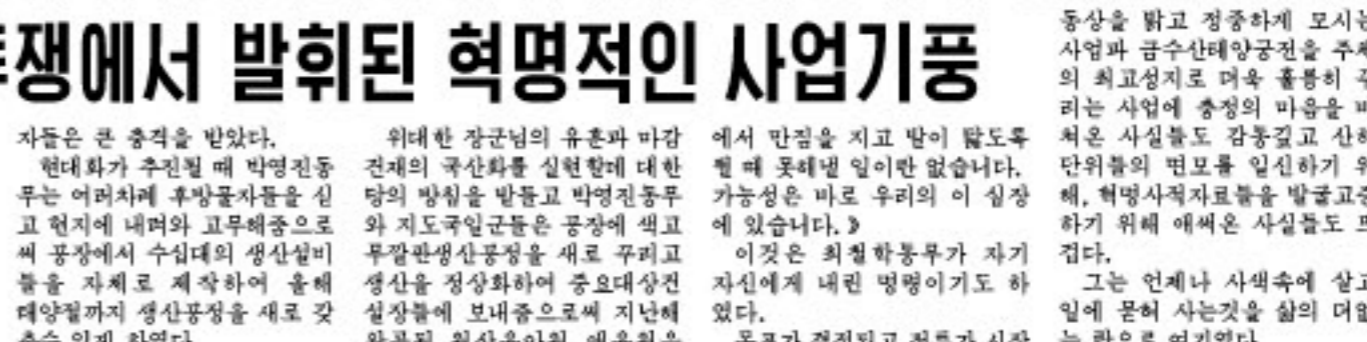 쟁에서 발휘된 혁명적인 사업기풍
자들은 큰 충격을 받았다.
현대화가 추진될 때 박영진동
무는 여러차례 후방물자들을 싣
고 현지에 내려와 고무해줌으로
써 공장에서 수십대의 생산설비
들을 자체로 제작하여 올해
태양절까지 생산공정을 새로 갖
위대한 장군님의 유훈과 마감
건재의 국산화를 실현할데 대한
당의 방침을 받들고 박영진동무
와 지도국일군들은 공장에 색고
무깔판생산공정을 새로 꾸리고
생산을 정상화하여 중요대상건
설장들에 보내줌으로써 지난해
에서 만짐을 지고 발이 닳도록
뛸 때 못해낼 일이란 없습니다.
가능성은 바로 우리의 이 심장
에 있습니다.》
이것은 최철학동무가 자기
자신에게 내린 명령이기도 하
였다.
동상을 밝고 정중하게 모시는
사업과 금수산태양궁전을 주체
의 최고성지로 더욱 훌륭히 꾸
리는 사업에 충정의 마음을 바
쳐온 사실들도 감동깊고 산하
단위들의 면모를 일신하기 위
해, 혁명사적자료들을 발굴고증
하기 위해 애써온 사실들도 뜨
겁다.
그는 언제나 사색속에 살고
일에 묻혀 사는것을 삶의 더없
는 락으로 여기였다.